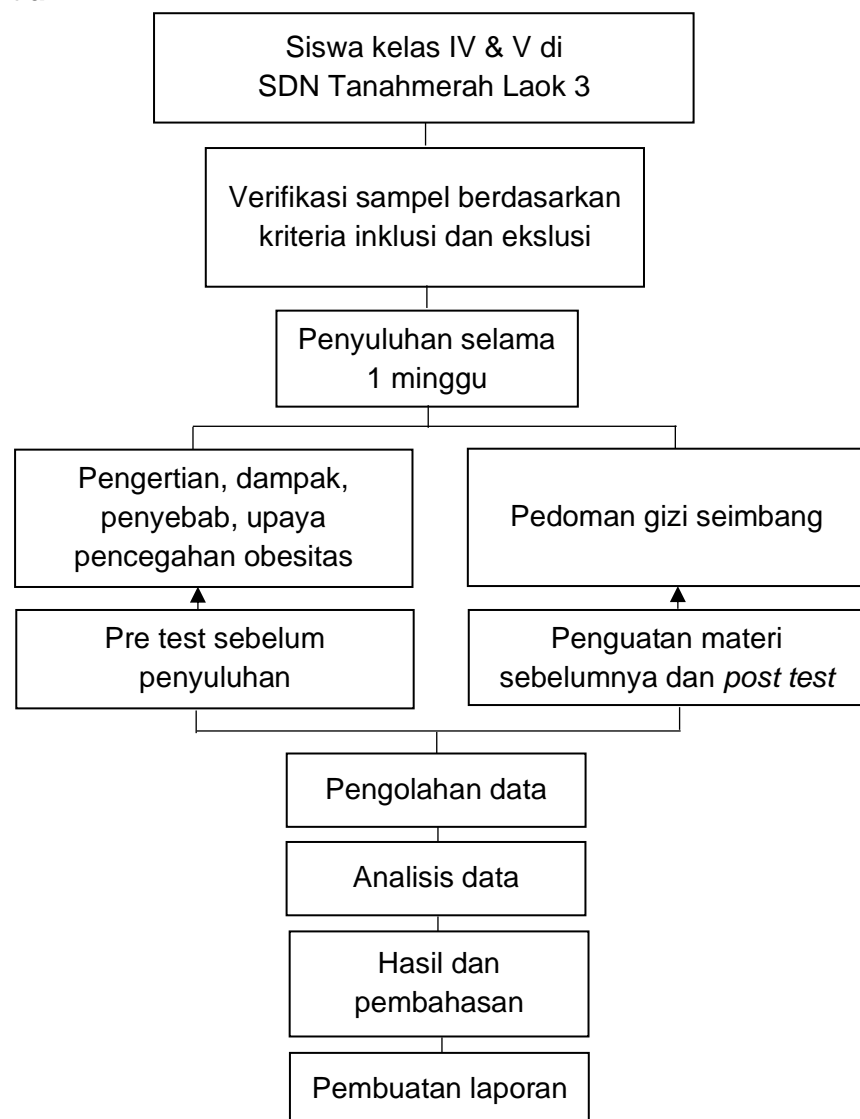 Siswa kelas IV & V di
SDN Tanahmerah Laok 3
Verifikasi sampel berdasarkan
kriteria inklusi dan ekslusi
Penyuluhan selama
1 minggu
Pengertian, dampak,
penyebab, upaya
pencegahan obesitas
Pedoman gizi seimbang
Pre test sebelum
penyuluhan
Penguatan materi
sebelumnya dan post test
Pengolahan data
Analisis data
Hasil dan
pembahasan
Pembuatan laporan